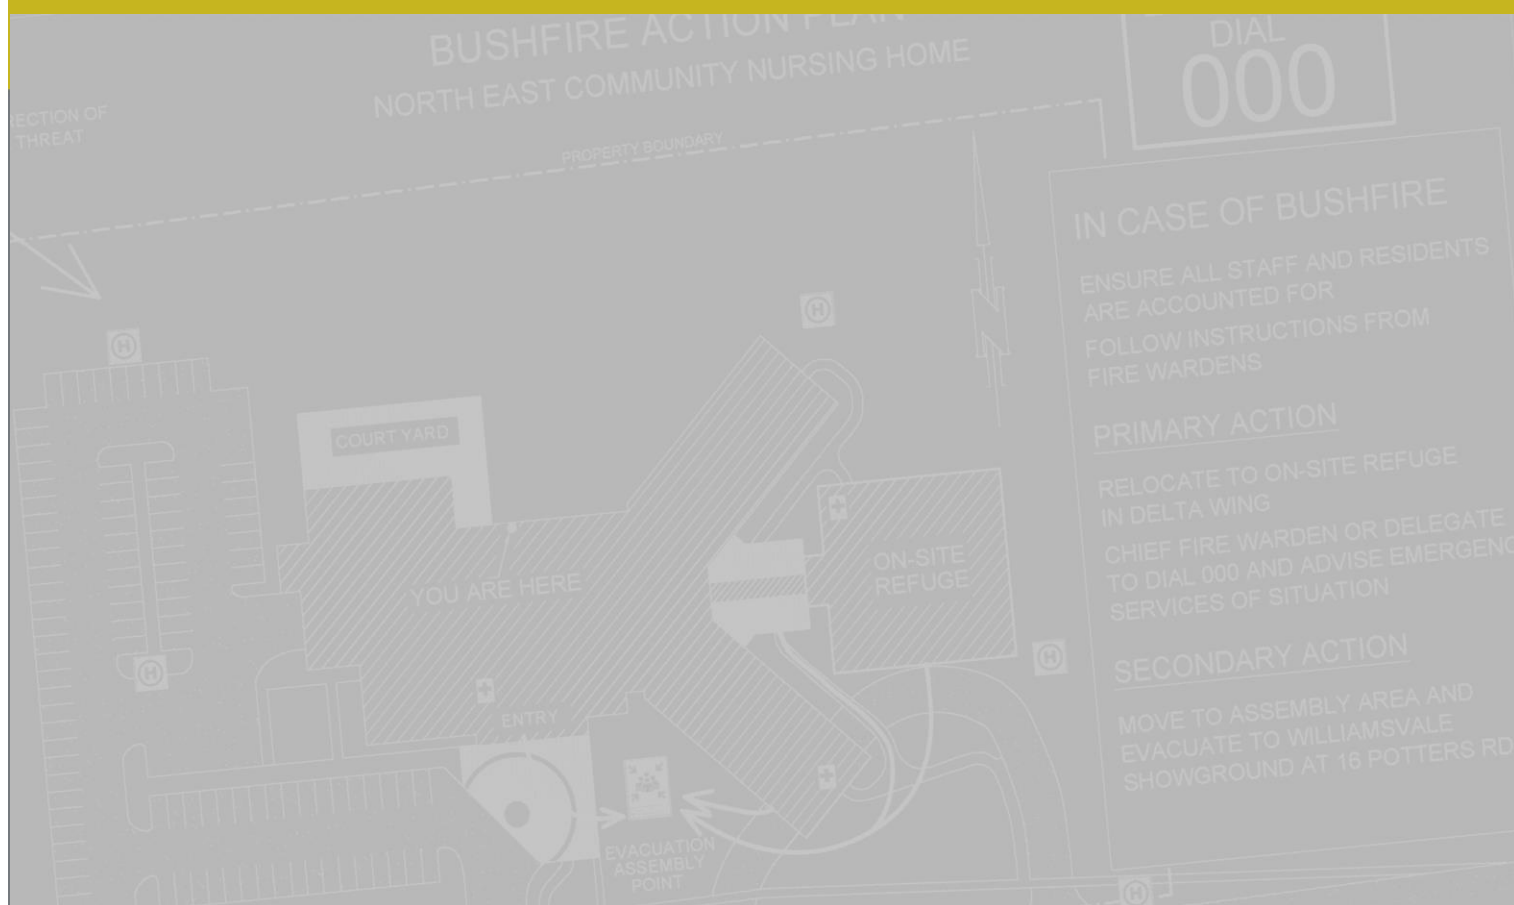 BUSHFIRE ACTION PLAN
NORTH EAST COMMUNITY NURSING HOME
DIAL
000
ECTION OF
THREAT
PROPERTY BOUNDARY
IN CASE OF BUSHFIRE
ENSURE ALL STAFF AND RESIDENTS
ARE ACCOUNTED FOR
FOLLOW INSTRUCTIONS FROM
FIRE WARDENS
PRIMARY ACTION
RELOCATE TO ON-SITE REFUGE
IN DELTA WING
CHIEF FIRE WARDEN OR DELEGATE
TO DIAL 000 AND ADVISE EMERGENC
SERVICES OF SITUATION
SECONDARY ACTION
MOVE TO ASSEMBLY AREA AND
EVACUATE TO WILLIAMSVALE
SHOWGROUND AT 16 POTTERS RD
H
H
COURT YARD
YOU ARE HERE
ON-SITE
REFUGE
H
H
ENTRY
EVACUATION
ASSEMBLY
POINT
H